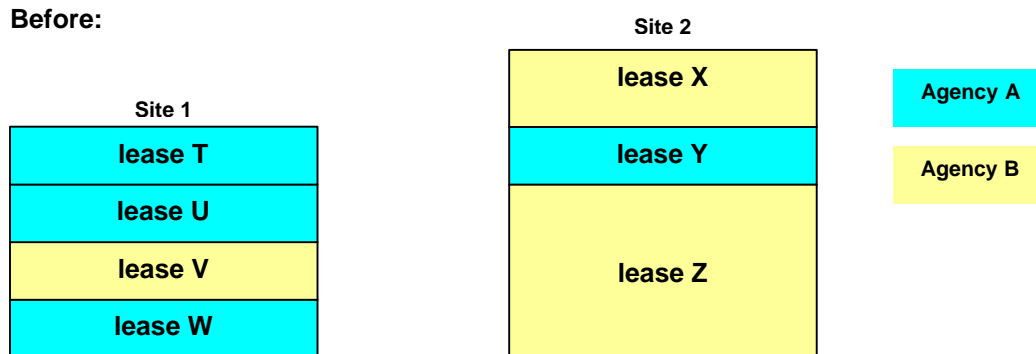 Before:
Site 1
lease T
lease U
lease V
lease W
Site 2
lease X
lease Y
lease Z
Agency A
Agency B